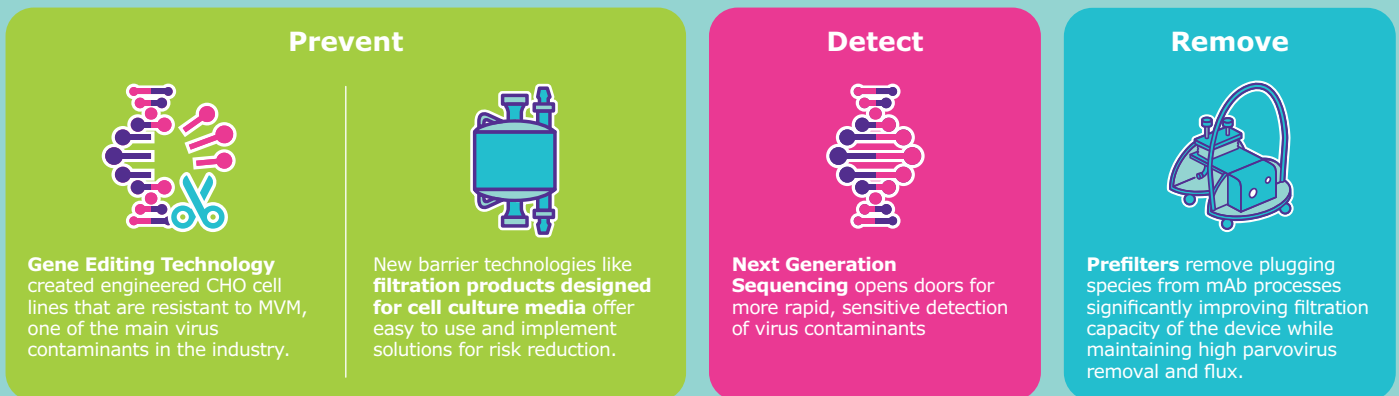 Prevent
Gene Editing Technology
created engineered CHO cell
lines that are resistant to MVM,
one of the main virus
contaminants in the industry.
New barrier technologies like
filtration products designed
for cell culture media offer
easy to use and implement
solutions for risk reduction.
Detect
Next Generation
Sequencing opens doors for
more rapid, sensitive detection
of virus contaminants
Remove
Prefilters remove plugging
species from mAb processes
significantly improving filtration
capacity of the device while
maintaining high parvovirus
removal and flux.